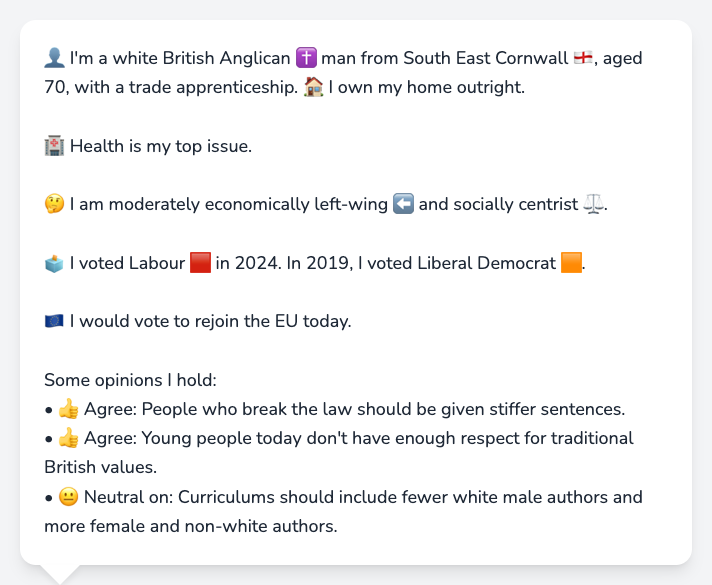 👤 I'm a white British Anglican ✝️ man from South East Cornwall 🏴󠁧󠁢󠁥󠁮󠁧󠁿, aged
70, with a trade apprenticeship. 🏠 I own my home outright.
🏥 Health is my top issue.
🤔 I am moderately economically left-wing ⬅️ and socially centrist ⚖️.
🗳️ I voted Labour 🟥 in 2024. In 2019, I voted Liberal Democrat 🟧.
🇪🇺 I would vote to rejoin the EU today.
Some opinions I hold:
• 👍 Agree: People who break the law should be given stiffer sentences.
• 👍 Agree: Young people today don't have enough respect for traditional
British values.
• 😐 Neutral on: Curriculums should include fewer white male authors and
more female and non-white authors.